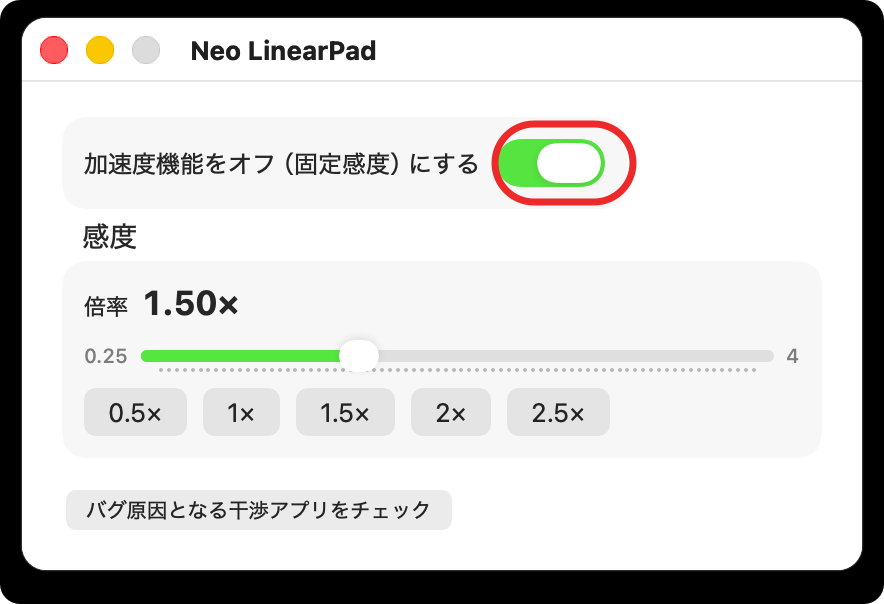 Neo LinearPad
加速度機能をオフ（固定感度）にする
感度
倍率 1.50×
0.25 4
0.5× 1× 1.5× 2× 2.5×
バグ原因となる干渉アプリをチェック